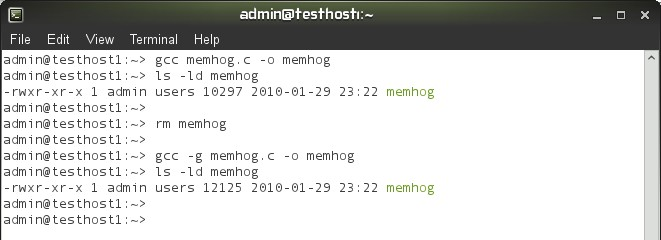 admin@testhost1:~
File Edit View Terminal Help
admin@testhost1:~> gcc memhog.c -o memhog
admin@testhost1:~> ls -ld memhog
-rwxr-xr-x 1 admin users 10297 2010-01-29 23:22 memhog
admin@testhost1:~>
admin@testhost1:~> rm memhog
admin@testhost1:~>
admin@testhost1:~> gcc -g memhog.c -o memhog
admin@testhost1:~> ls -ld memhog
-rwxr-xr-x 1 admin users 12125 2010-01-29 23:22 memhog
admin@testhost1:~>
admin@testhost1:~>